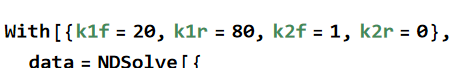 With[{k1f = 20, k1r = 80, k2f = 1, k2r = 0},
data = NDSolve[{